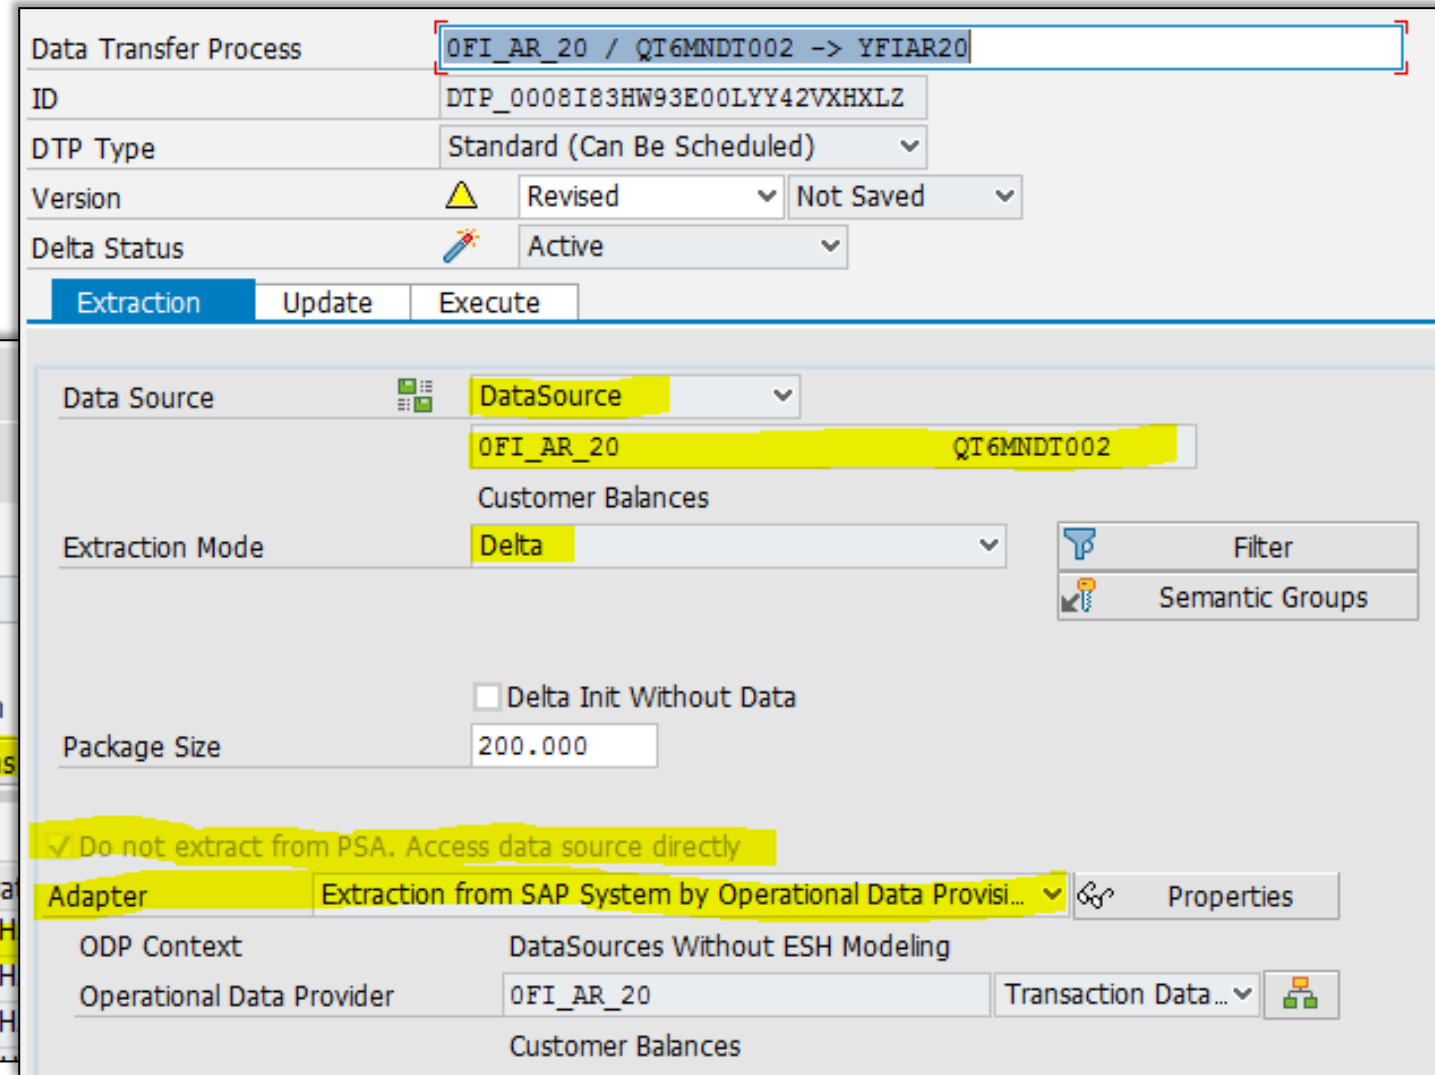 Data Transfer Process 0FI_AR_20 / QT6MNDT002 -> YFIAR20
ID DTP_0008I83HW93E00LYY42VXHXLZ
DTP Type Standard (Can Be Scheduled)
Version Revised Not Saved
Delta Status Active
Extraction Update Execute
Data Source DataSource
0FI_AR_20 QT6MNDT002
Customer Balances
Extraction Mode Delta Filter
Semantic Groups
Delta Init Without Data
Package Size 200.000
Do not extract from PSA. Access data source directly
Adapter Extraction from SAP System by Operational Data Provisi... Properties
ODP Context DataSources Without ESH Modeling
Operational Data Provider 0FI_AR_20 Transaction Data...
Customer Balances